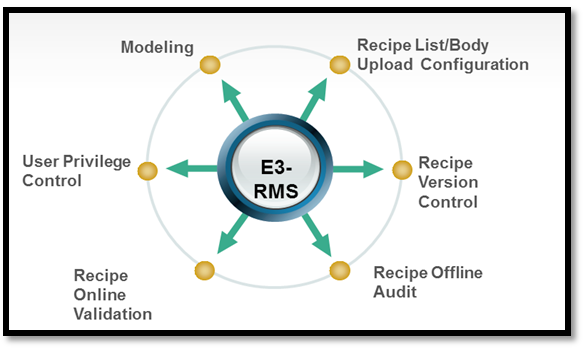 Modeling
Recipe List/Body
Upload Configuration
User Privilege
Control
E3-
RMS
Recipe
Version
Control
Recipe
Online
Validation
Recipe Offline
Audit